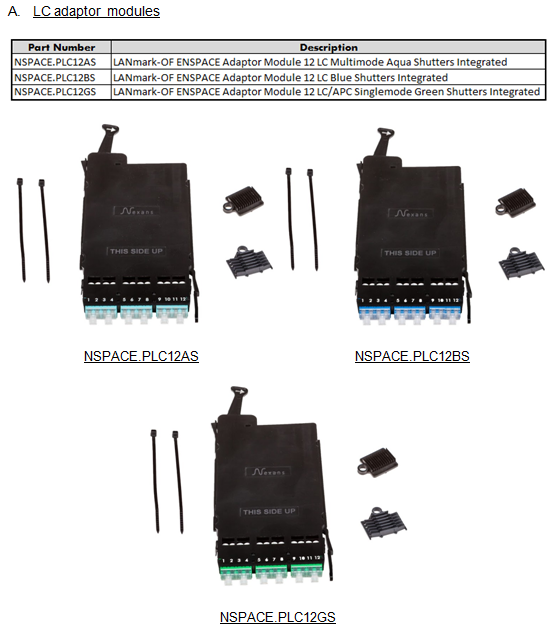 A. LC adaptor modules
Part Number Description
NSPACE.PLC12AS LANmark-OF ENSPACE Adaptor Module 12 LC Multimode Aqua Shutters Integrated
NSPACE.PLC12BS LANmark-OF ENSPACE Adaptor Module 12 LC Blue Shutters Integrated
NSPACE.PLC12GS LANmark-OF ENSPACE Adaptor Module 12 LC/APC Singlemode Green Shutters Integrated
Nexans
THIS SIDE UP
1 2 3 4 5 6 7 8 9 10 11 12
Nexans
THIS SIDE UP
1 2 3 4 5 6 7 8 9 10 11 12
NSPACE.PLC12AS
NSPACE.PLC12BS
Nexans
THIS SIDE UP
1 2 3 4 5 6 7 8 9 10 11 12
NSPACE.PLC12GS